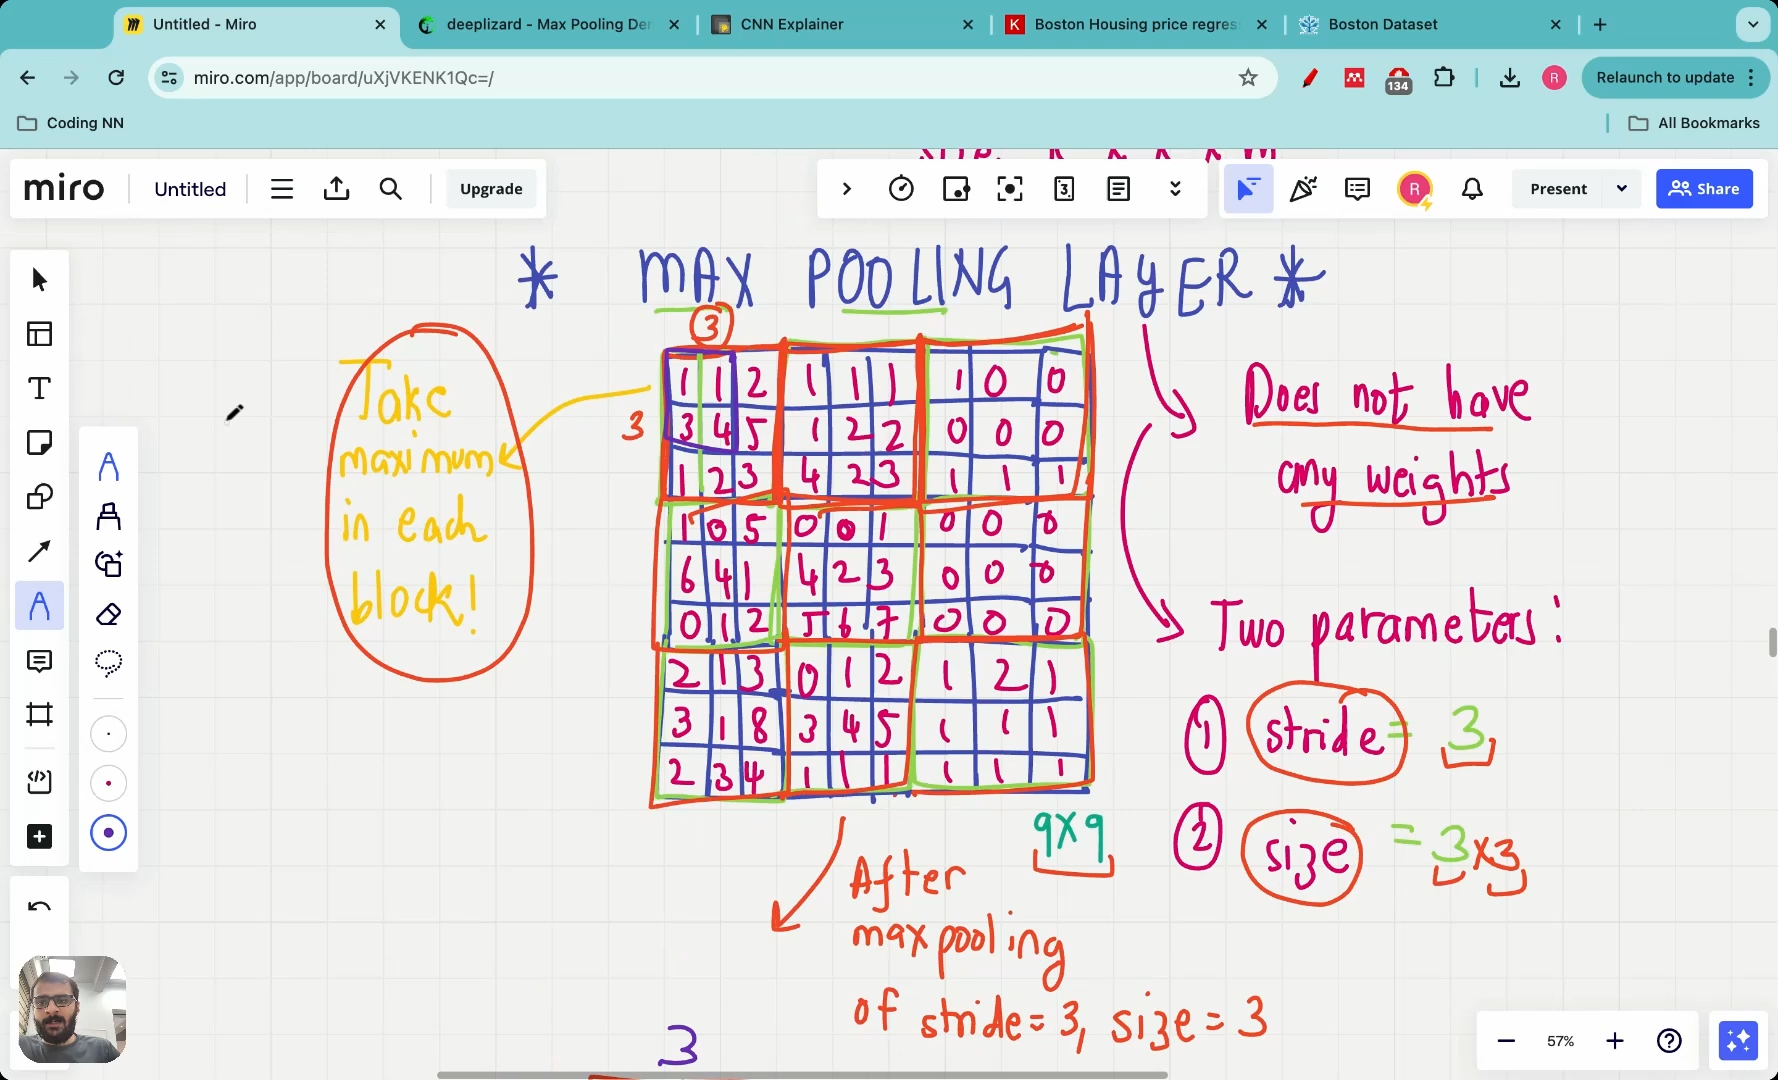 Untitled - Miro
deeplizard - Max Pooling De
CNN Explainer
Boston Housing price regres
Boston Dataset
miro.com/app/board/uXjVKENK1Qc=/
134
R
Relaunch to update
Coding NN
All Bookmarks
miro
Untitled
Upgrade
3
R
Present
Share
* MAX POOLING LAYER *
3
Take
maximum
in each
block!
3
1 1 2 1 1 1 1 0 0
3 4 5 1 2 2 0 0 0
1 2 3 4 2 3 1 1 1
1 0 5 0 0 1 0 0 0
6 4 1 4 2 3 0 0 0
0 1 2 5 6 7 0 0 0
2 1 3 0 1 2 1 2 1
3 1 8 3 4 5 1 1 1
2 3 4 1 1 1 1 1 1
9x9
Does not have
any weights
Two parameters:
1 stride = 3
2 size = 3x3
After
maxpooling
of stride=3, size=3
3
57%